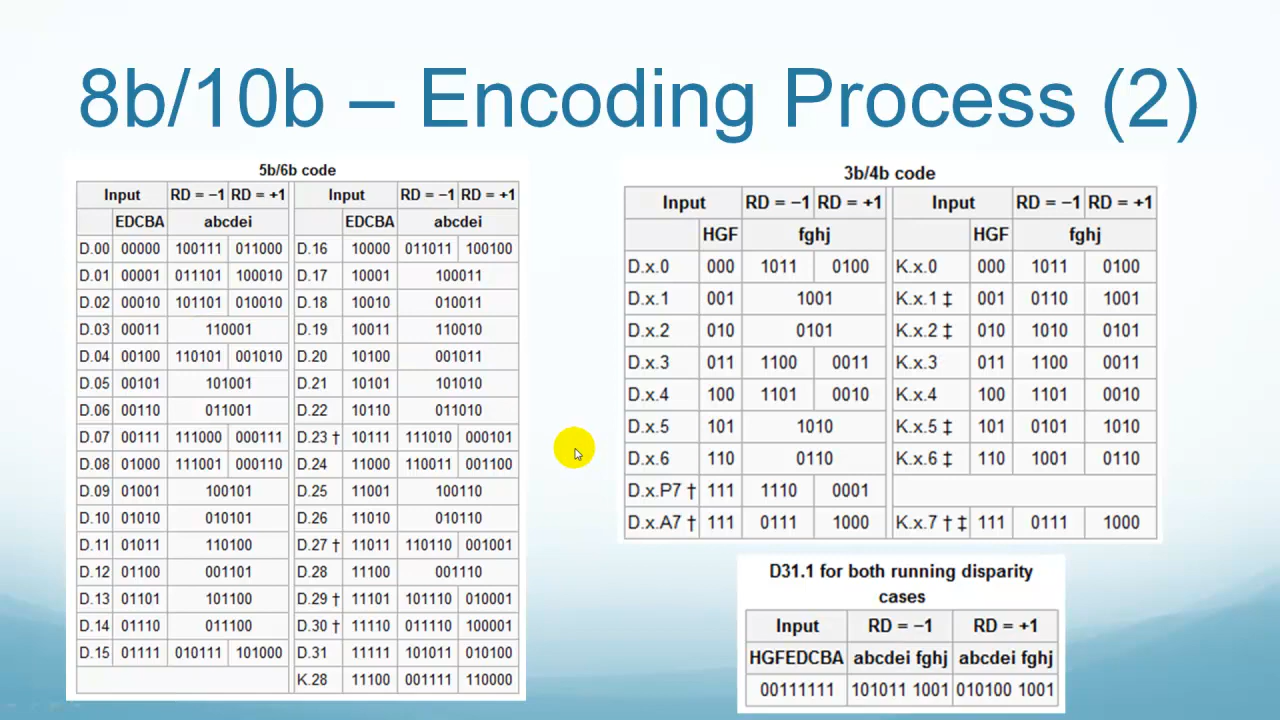 8b/10b – Encoding Process (2)
5b/6b code
Input RD = −1 RD = +1 Input RD = −1 RD = +1
EDCBA abcdei EDCBA abcdei
D.00 00000 100111 011000 D.16 10000 011011 100100
D.01 00001 011101 100010 D.17 10001 100011
D.02 00010 101101 010010 D.18 10010 010011
D.03 00011 110001 D.19 10011 110010
D.04 00100 110101 001010 D.20 10100 001011
D.05 00101 101001 D.21 10101 101010
D.06 00110 011001 D.22 10110 011010
D.07 00111 111000 000111 D.23 † 10111 111010 000101
D.08 01000 111001 000110 D.24 11000 110011 001100
D.09 01001 100101 D.25 11001 100110
D.10 01010 010101 D.26 11010 010110
D.11 01011 110100 D.27 † 11011 110110 001001
D.12 01100 001101 D.28 11100 001110
D.13 01101 101100 D.29 † 11101 101110 010001
D.14 01110 011100 D.30 † 11110 011110 100001
D.15 01111 010111 101000 D.31 11111 101011 010100
K.28 11100 001111 110000
3b/4b code
Input RD = −1 RD = +1 Input RD = −1 RD = +1
HGF fghj HGF fghj
D.x.0 000 1011 0100 K.x.0 000 1011 0100
D.x.1 001 1001 K.x.1 ‡ 001 0110 1001
D.x.2 010 0101 K.x.2 ‡ 010 1010 0101
D.x.3 011 1100 0011 K.x.3 011 1100 0011
D.x.4 100 1101 0010 K.x.4 100 1101 0010
D.x.5 101 1010 K.x.5 ‡ 101 0101 1010
D.x.6 110 0110 K.x.6 ‡ 110 1001 0110
D.x.P7 † 111 1110 0001
D.x.A7 † 111 0111 1000 K.x.7 † ‡ 111 0111 1000
D31.1 for both running disparity
cases
Input RD = −1 RD = +1
HGFEDCBA abcdei fghj abcdei fghj
00111111 101011 1001 010100 1001